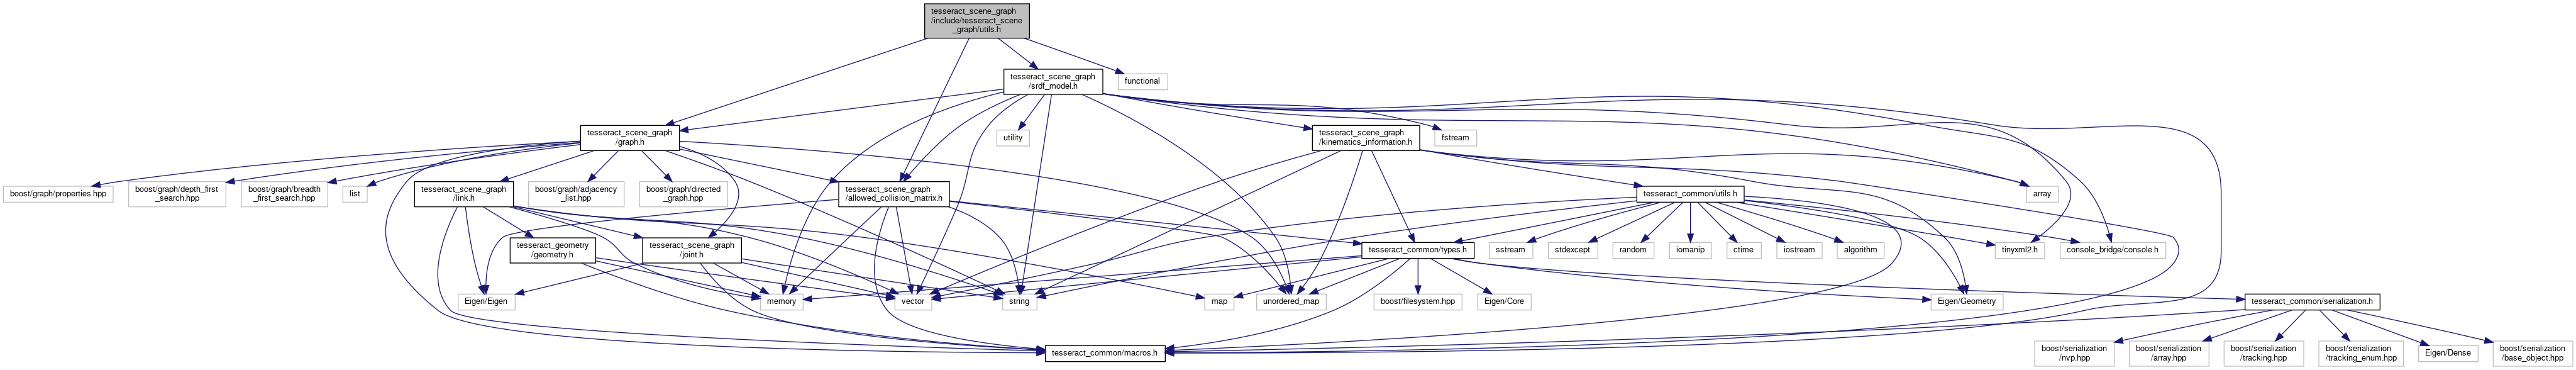 tesseract_scene_graph
/include/tesseract_scene
_graph/utils.h
tesseract_scene_graph
/srdf_model.h
functional
tesseract_scene_graph
/graph.h
utility
tesseract_scene_graph
/kinematics_information.h
fstream
boost/graph/properties.hpp
boost/graph/depth_first
_search.hpp
boost/graph/breadth
_first_search.hpp
list
tesseract_scene_graph
/link.h
boost/graph/adjacency
_list.hpp
boost/graph/directed
_graph.hpp
tesseract_scene_graph
/allowed_collision_matrix.h
tesseract_common/utils.h
array
tesseract_geometry
/geometry.h
tesseract_scene_graph
/joint.h
tesseract_common/types.h
sstream
stdexcept
random
iomanip
ctime
iostream
algorithm
tinyxml2.h
console_bridge/console.h
Eigen/Eigen
memory
vector
string
map
unordered_map
boost/filesystem.hpp
Eigen/Core
Eigen/Geometry
tesseract_common/serialization.h
tesseract_common/macros.h
boost/serialization
/nvp.hpp
boost/serialization
/array.hpp
boost/serialization
/tracking.hpp
boost/serialization
/tracking_enum.hpp
Eigen/Dense
boost/serialization
/base_object.hpp